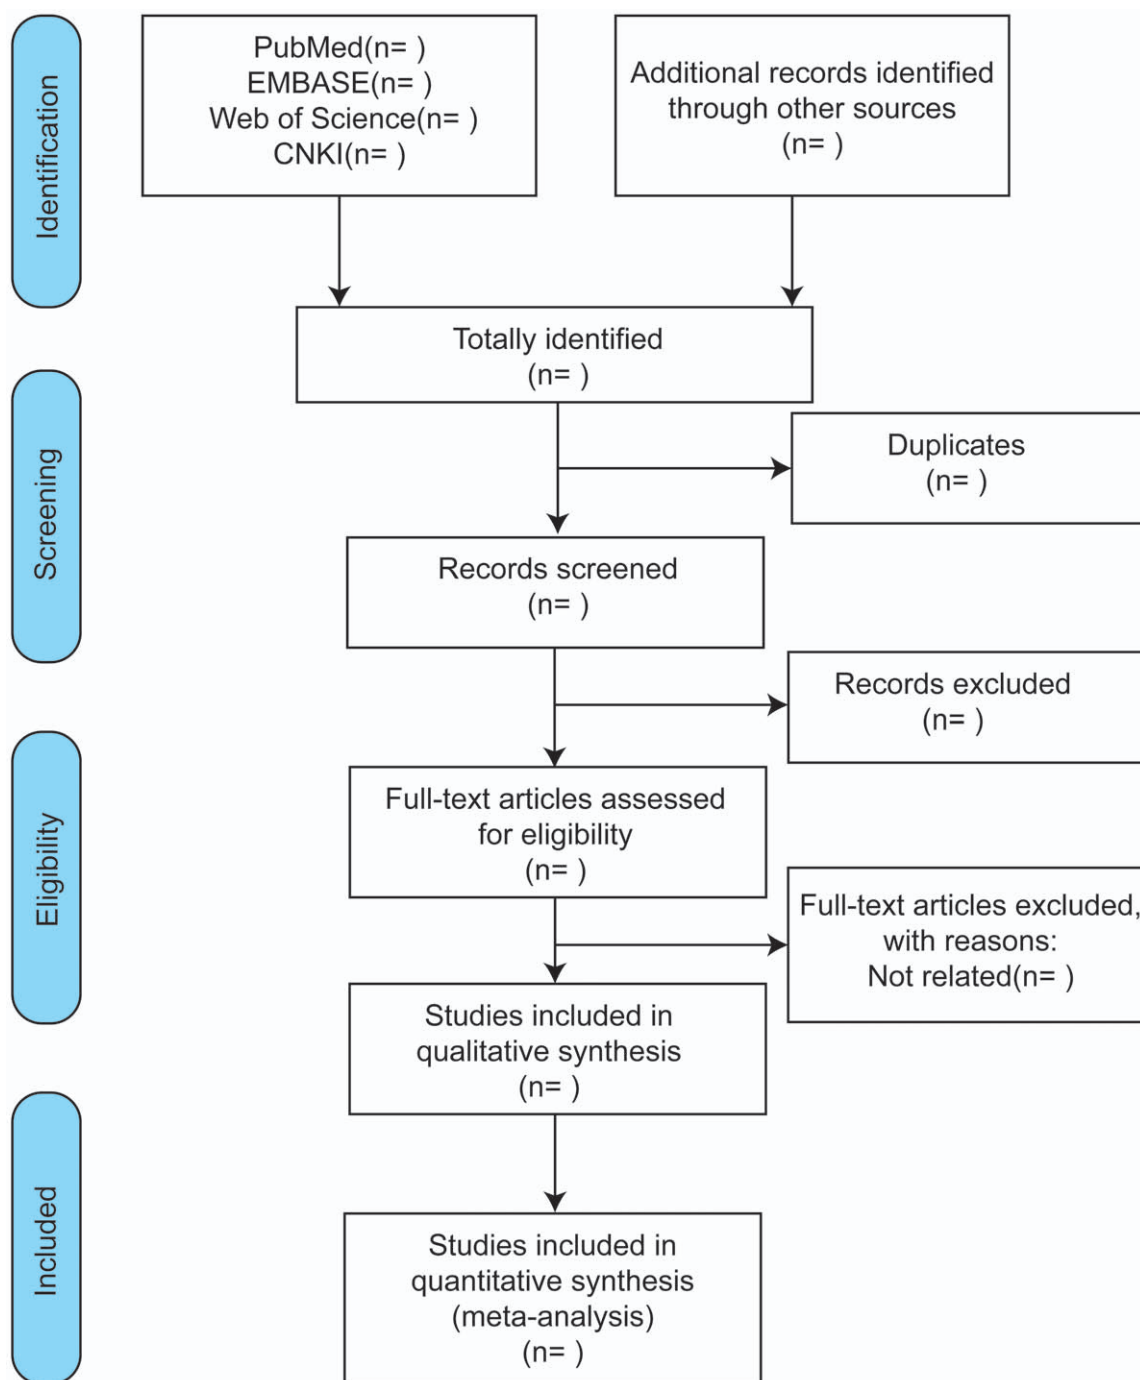 Identification
PubMed(n= )
EMBASE(n= )
Web of Science(n= )
CNKI(n= )
Additional records identified
through other sources
(n= )
Totally identified
(n= )
Screening
Duplicates
(n= )
Records screened
(n= )
Records excluded
(n= )
Eligibility
Full-text articles assessed
for eligibility
(n= )
Full-text articles excluded,
with reasons:
Not related(n= )
Studies included in
qualitative synthesis
(n= )
Included
Studies included in
quantitative synthesis
(meta-analysis)
(n= )